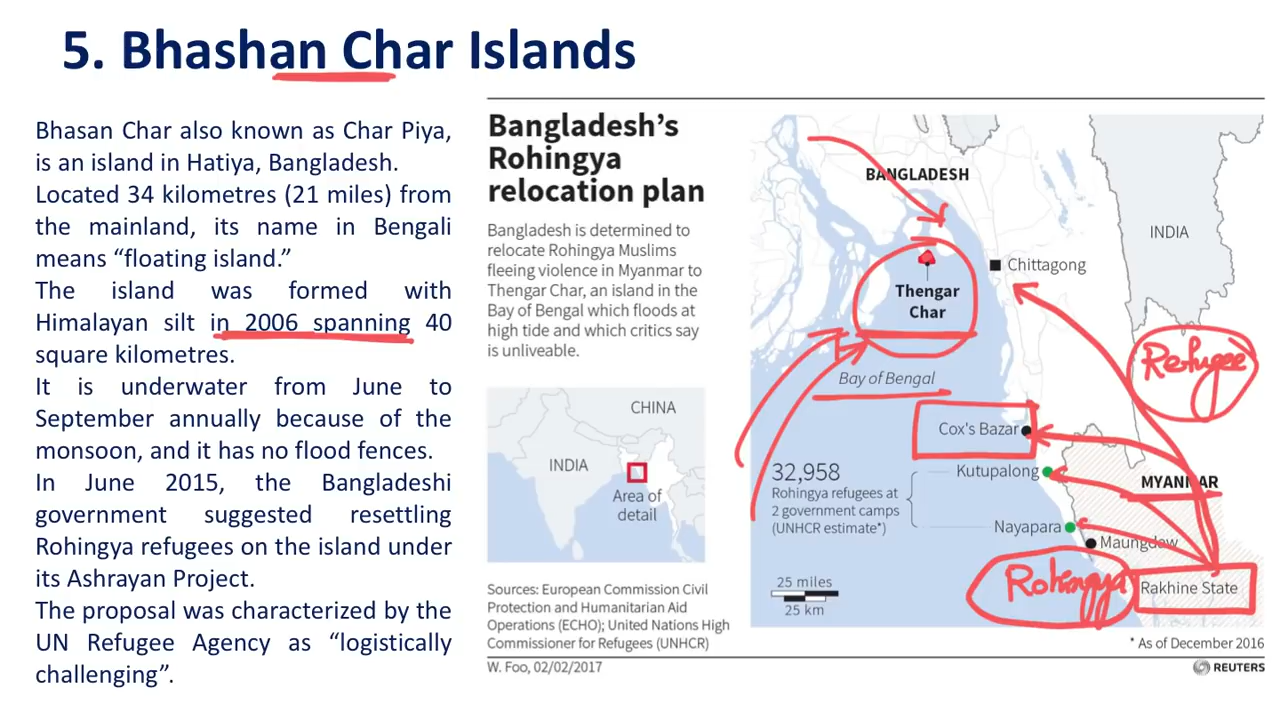 5. Bhashan Char Islands
Bhasan Char also known as Char Piya,
is an island in Hatiya, Bangladesh.
Located 34 kilometres (21 miles) from
the mainland, its name in Bengali
means “floating island.”
The island was formed with
Himalayan silt in 2006 spanning 40
square kilometres.
It is underwater from June to
September annually because of the
monsoon, and it has no flood fences.
In June 2015, the Bangladeshi
government suggested resettling
Rohingya refugees on the island under
its Ashrayan Project.
The proposal was characterized by the
UN Refugee Agency as “logistically
challenging”.
Bangladesh’s
Rohingya
relocation plan
Bangladesh is determined to
relocate Rohingya Muslims
fleeing violence in Myanmar to
Thengar Char, an island in the
Bay of Bengal which floods at
high tide and which critics say
is unliveable.
CHINA
INDIA
Area of
detail
Sources: European Commission Civil
Protection and Humanitarian Aid
Operations (ECHO); United Nations High
Commissioner for Refugees (UNHCR)
W. Foo, 02/02/2017
BANGLADESH
INDIA
Chittagong
Thengar
Char
Refugee
Bay of Bengal
Cox's Bazar
32,958
Rohingya refugees at
2 government camps
(UNHCR estimate*)
Kutupalong
MYANMAR
Nayapara
Maungdaw
Rohingya
Rakhine State
25 miles
25 km
* As of December 2016
REUTERS